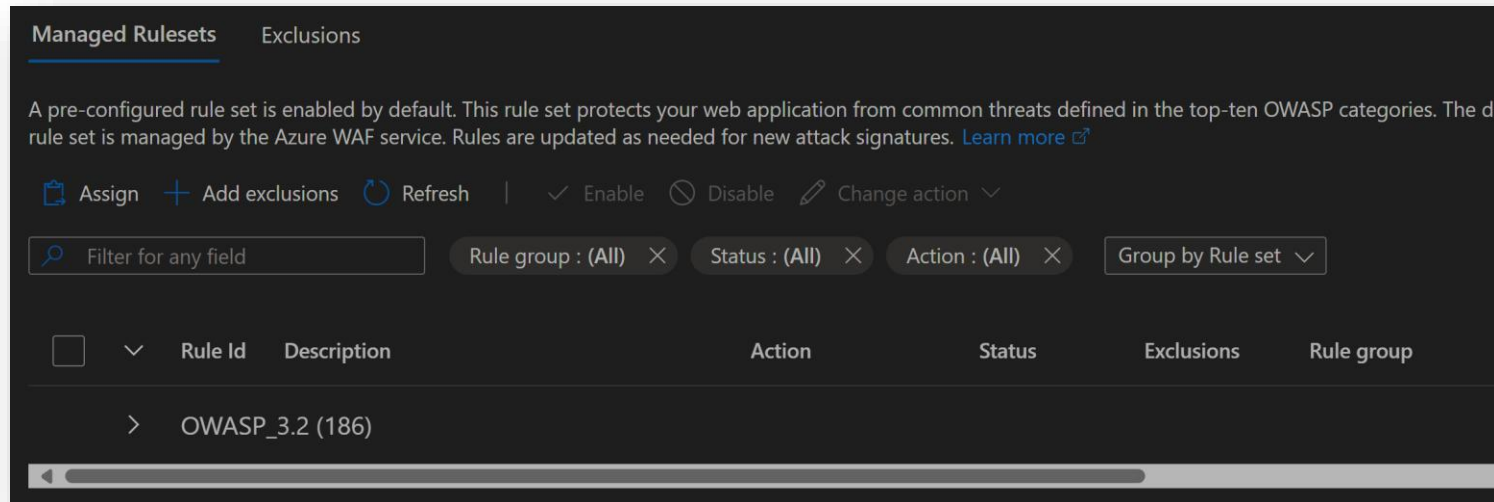 Managed Rulesets Exclusions
A pre-configured rule set is enabled by default. This rule set protects your web application from common threats defined in the top-ten OWASP categories. The d
rule set is managed by the Azure WAF service. Rules are updated as needed for new attack signatures. Learn more
Assign Add exclusions Refresh | Enable Disable Change action
Filter for any field Rule group : (All) Status : (All) Action : (All) Group by Rule set
Rule Id Description Action Status Exclusions Rule group
OWASP_3.2 (186)